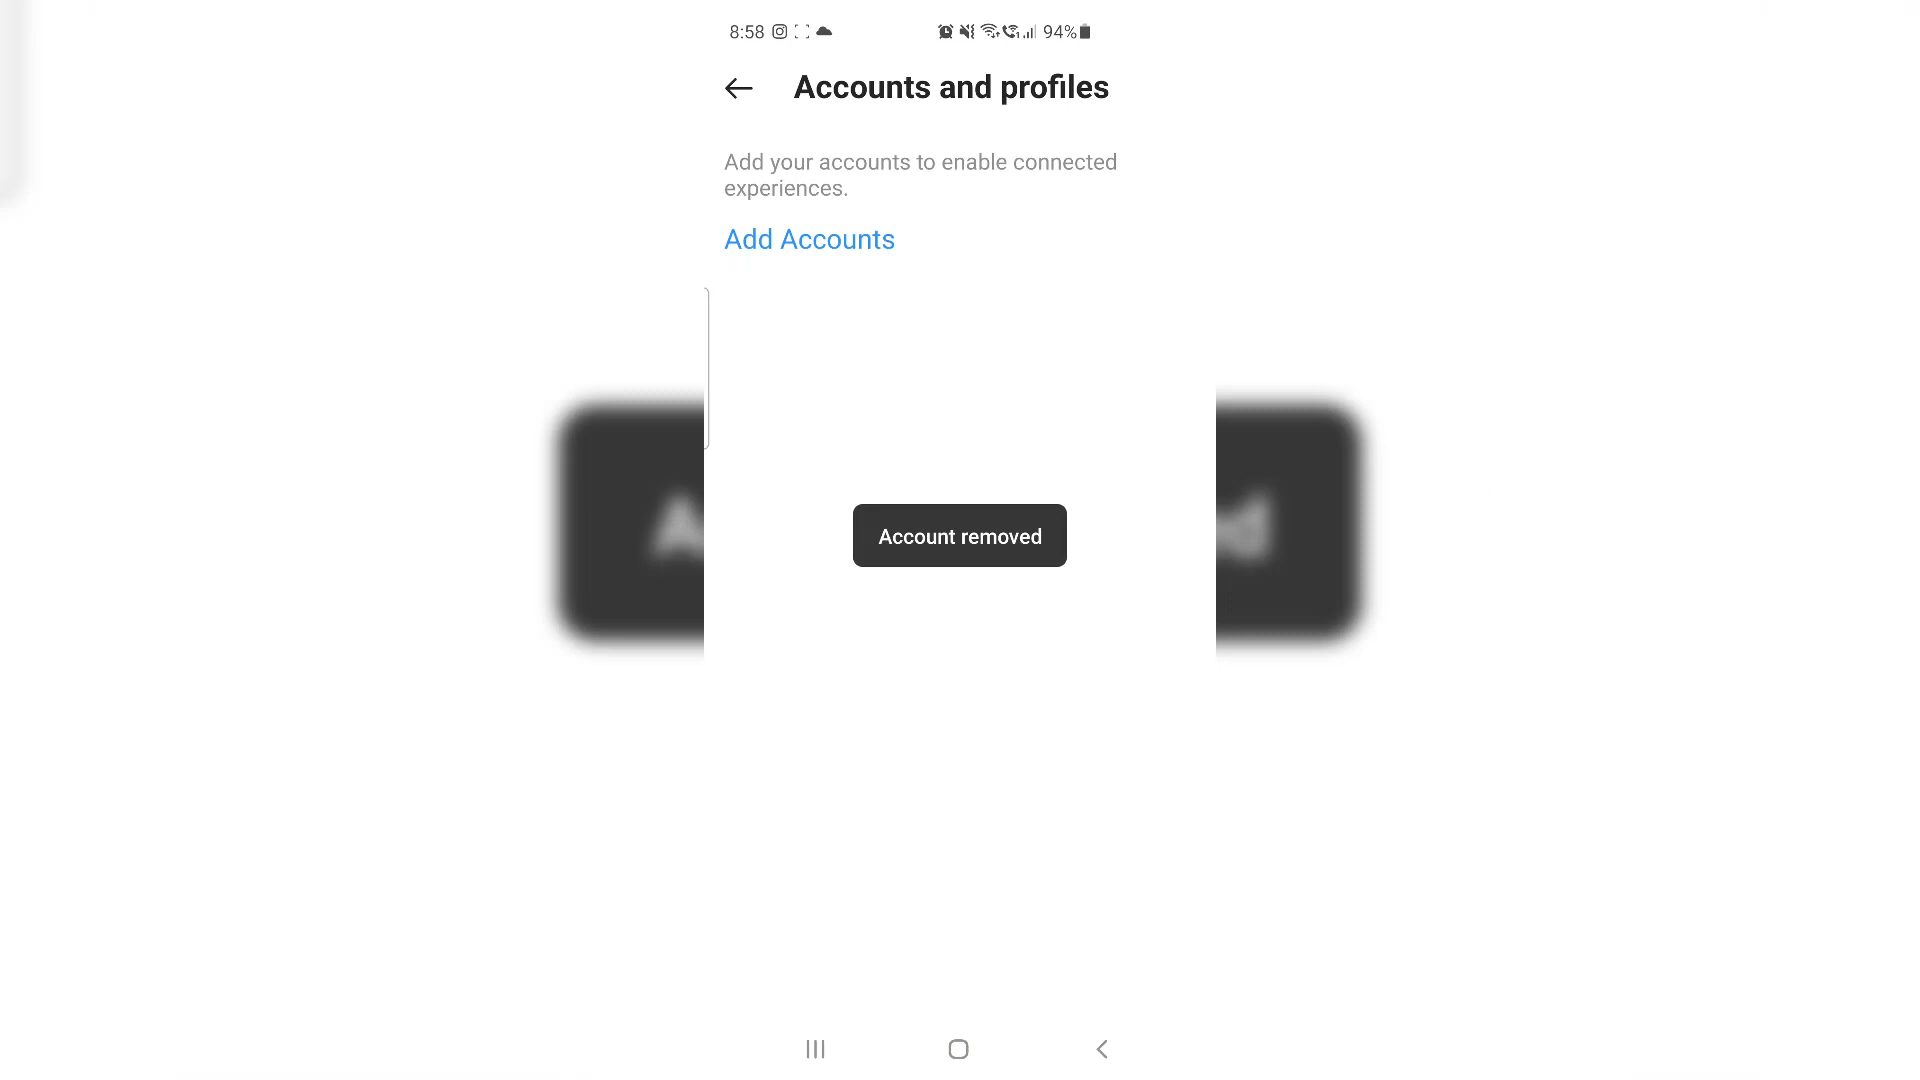 8:58 94%
Accounts and profiles
Add your accounts to enable connected
experiences.
Add Accounts
Account removed